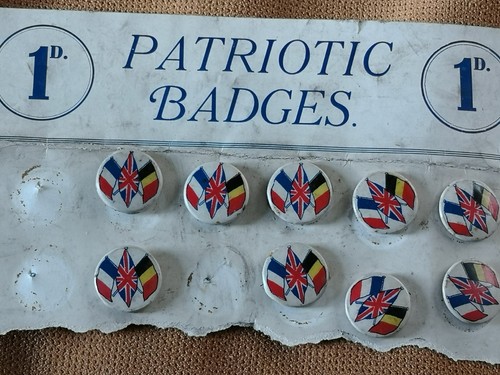 1D.
PATRIOTIC
BADGES.
1D.